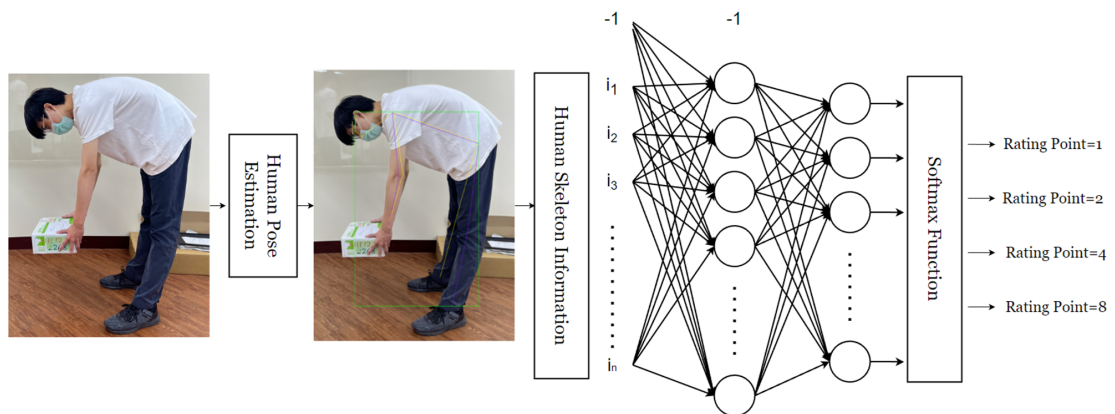 Human Pose
Estimation
Human Skeleton Information
-1
i1
i2
i3
in
-1
Softmax Function
Rating Point=1
Rating Point=2
Rating Point=4
Rating Point=8